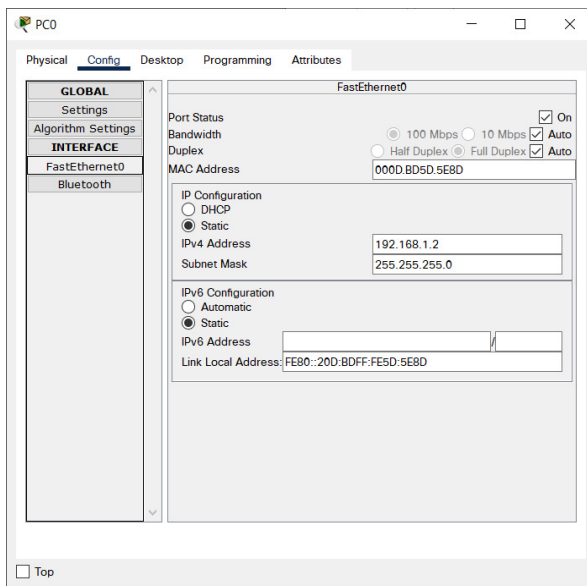 PC0
Physical Config Desktop Programming Attributes
GLOBAL
Settings
Algorithm Settings
INTERFACE
FastEthernet0
Bluetooth
FastEthernet0
Port Status On
Bandwidth 100 Mbps 10 Mbps Auto
Duplex Half Duplex Full Duplex Auto
MAC Address 000D.BD5D.5E8D
IP Configuration
DHCP
Static
IPv4 Address 192.168.1.2
Subnet Mask 255.255.255.0
IPv6 Configuration
Automatic
Static
IPv6 Address /
Link Local Address: FE80::20D:BDFF:FE5D:5E8D
Top